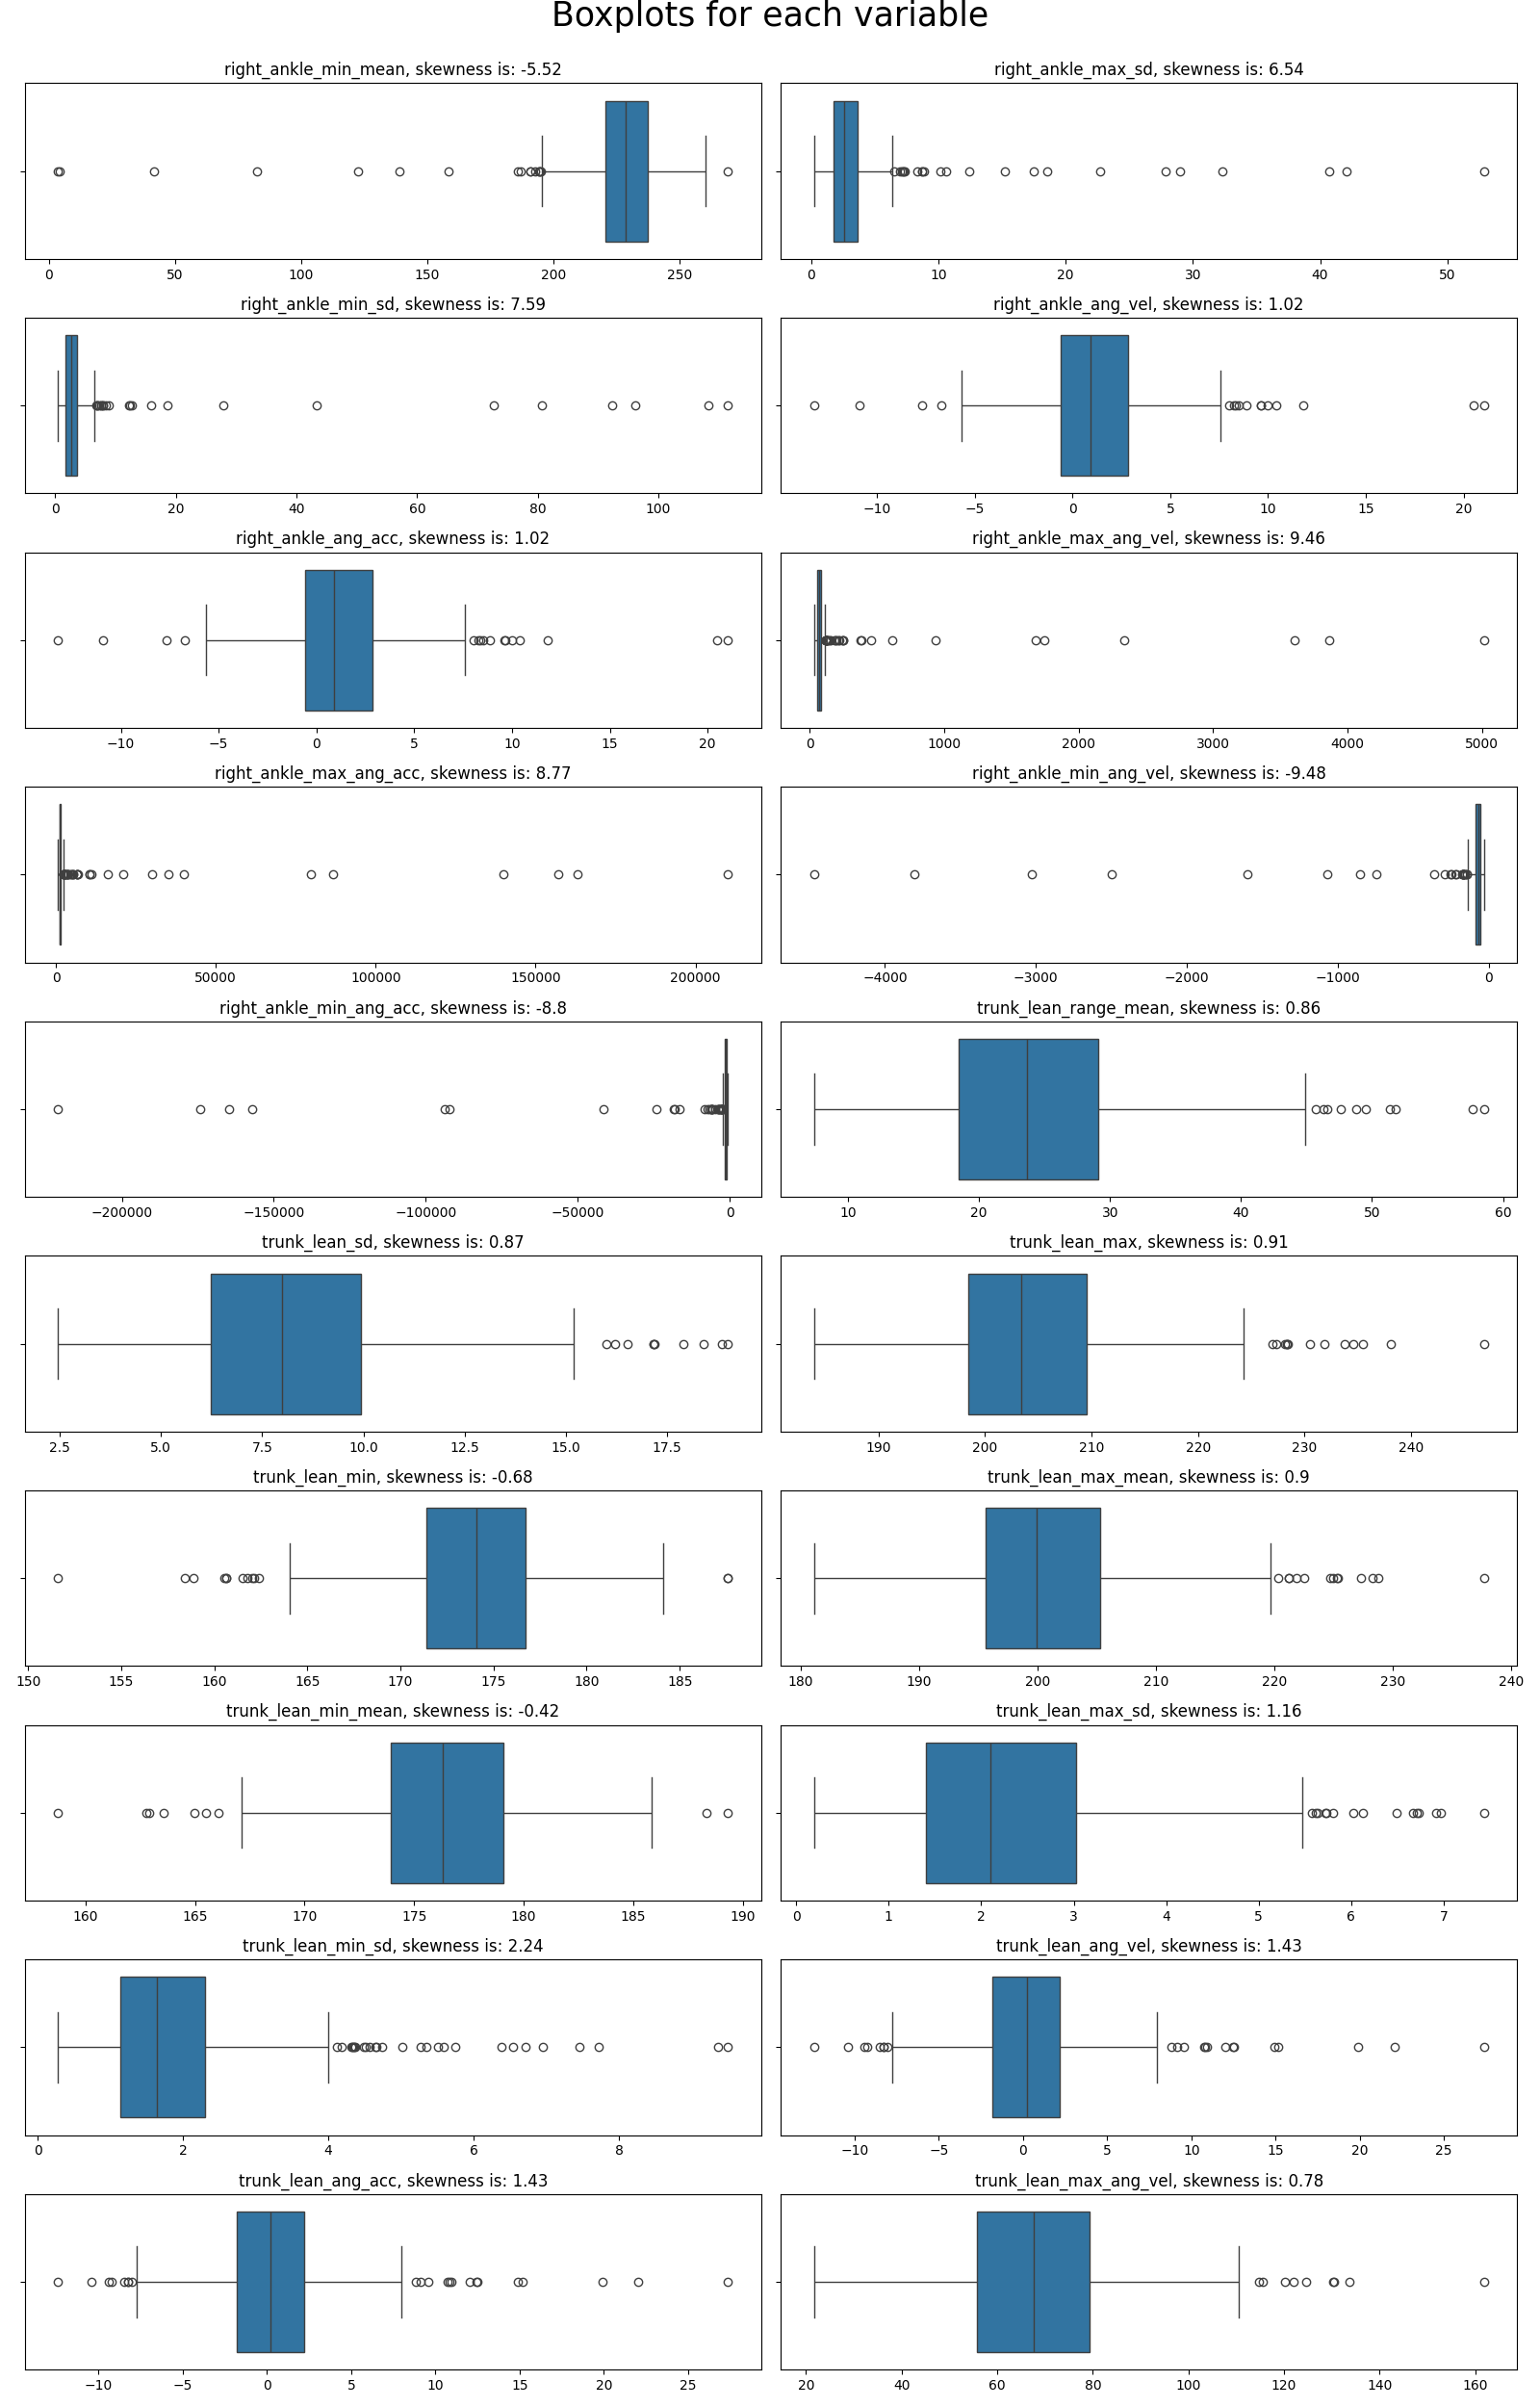 Boxplots for each variable
right_ankle_min_mean, skewness is: -5.52
right_ankle_max_sd, skewness is: 6.54
0 50 100 150 200 250
0 10 20 30 40 50
right_ankle_min_sd, skewness is: 7.59
right_ankle_ang_vel, skewness is: 1.02
0 20 40 60 80 100
−10 −5 0 5 10 15 20
right_ankle_ang_acc, skewness is: 1.02
right_ankle_max_ang_vel, skewness is: 9.46
−10 −5 0 5 10 15 20
0 1000 2000 3000 4000 5000
right_ankle_max_ang_acc, skewness is: 8.77
right_ankle_min_ang_vel, skewness is: -9.48
0 50000 100000 150000 200000
−4000 −3000 −2000 −1000 0
right_ankle_min_ang_acc, skewness is: -8.8
trunk_lean_range_mean, skewness is: 0.86
−200000 −150000 −100000 −50000 0
10 20 30 40 50 60
trunk_lean_sd, skewness is: 0.87
trunk_lean_max, skewness is: 0.91
2.5 5.0 7.5 10.0 12.5 15.0 17.5
190 200 210 220 230 240
trunk_lean_min, skewness is: -0.68
trunk_lean_max_mean, skewness is: 0.9
150 155 160 165 170 175 180 185
180 190 200 210 220 230 240
trunk_lean_min_mean, skewness is: -0.42
trunk_lean_max_sd, skewness is: 1.16
160 165 170 175 180 185 190
0 1 2 3 4 5 6 7
trunk_lean_min_sd, skewness is: 2.24
trunk_lean_ang_vel, skewness is: 1.43
0 2 4 6 8
−10 −5 0 5 10 15 20 25
trunk_lean_ang_acc, skewness is: 1.43
trunk_lean_max_ang_vel, skewness is: 0.78
−10 −5 0 5 10 15 20 25
20 40 60 80 100 120 140 160